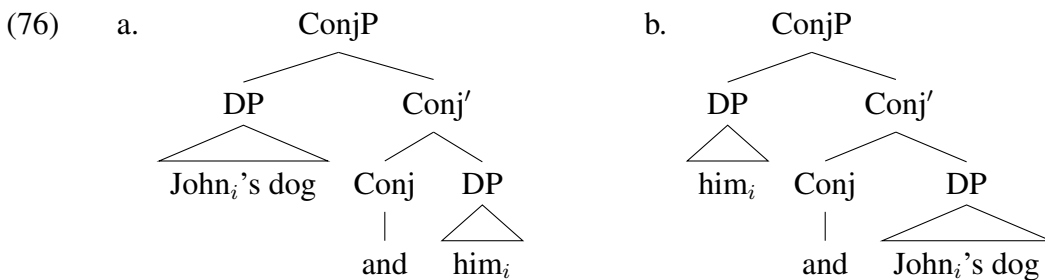 (76) a. ConjP b. ConjP
DP Conj′ DP Conj'
John_i's dog Conj DP him_i Conj DP
and him_i and John_i's dog